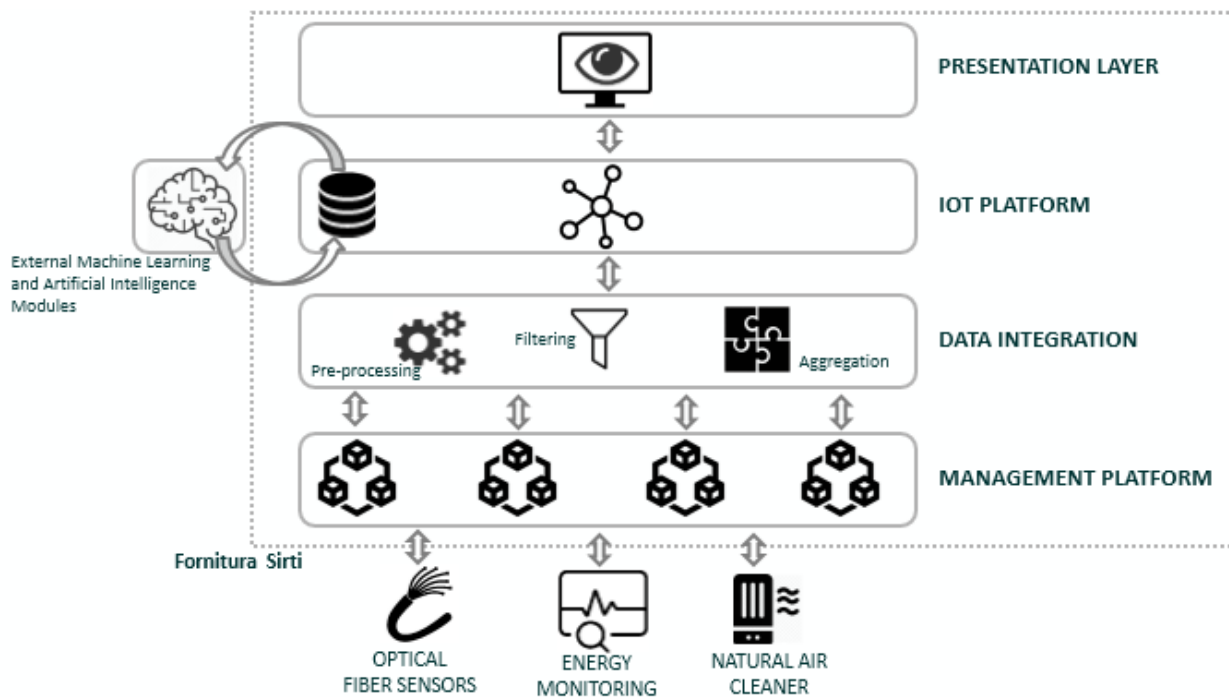 PRESENTATION LAYER
IOT PLATFORM
External Machine Learning
and Artificial Intelligence
Modules
Pre-processing
Filtering
Aggregation
DATA INTEGRATION
MANAGEMENT PLATFORM
Fornitura Sirti
OPTICAL
FIBER SENSORS
ENERGY
MONITORING
NATURAL AIR
CLEANER